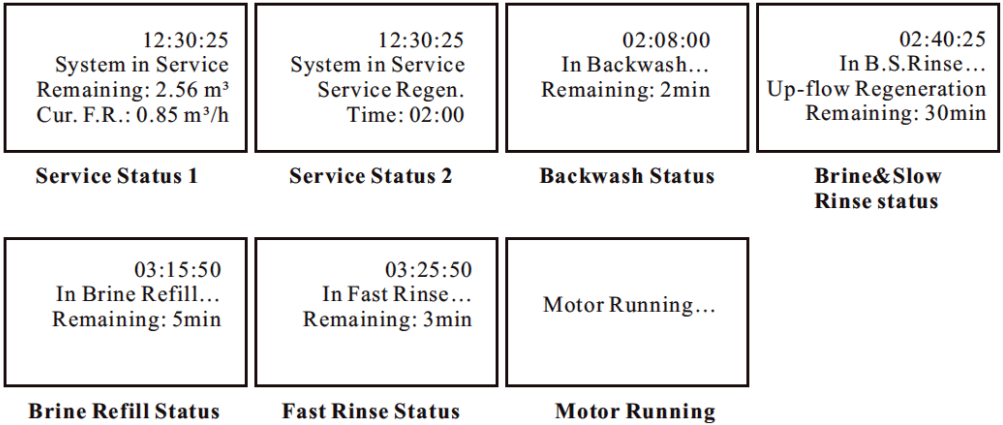 12:30:25
System in Service
Remaining: 2.56 m³
Cur. F.R.: 0.85 m³/h
Service Status 1
12:30:25
System in Service
Service Regen.
Time: 02:00
Service Status 2
02:08:00
In Backwash...
Remaining: 2min
Backwash Status
02:40:25
In B.S.Rinse...
Up-flow Regeneration
Remaining: 30min
Brine&Slow
Rinse status
03:15:50
In Brine Refill...
Remaining: 5min
Brine Refill Status
03:25:50
In Fast Rinse...
Remaining: 3min
Fast Rinse Status
Motor Running...
Motor Running